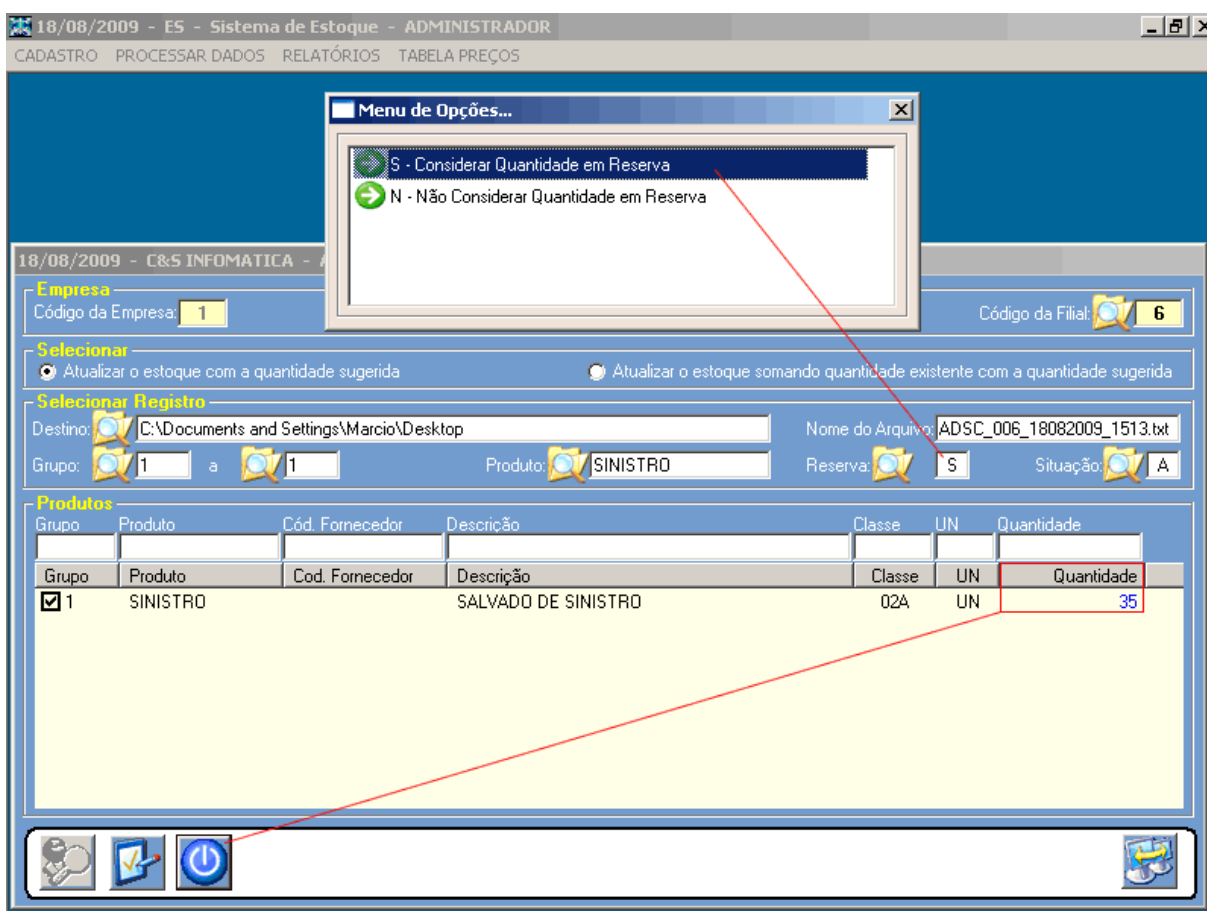 18/08/2009 - ES - Sistema de Estoque - ADMINISTRADOR
CADASTRO PROCESSAR DADOS RELATÓRIOS TABELA PREÇOS
Menu de Opções...
S - Considerar Quantidade em Reserva
N - Não Considerar Quantidade em Reserva
18/08/2009 - C&S INFOMATICA -
Empresa
Código da Empresa: 1 Código da Filial: 6
Selecionar
Atualizar o estoque com a quantidade sugerida Atualizar o estoque somando quantidade existente com a quantidade sugerida
Selecionar Registro
Destino: C:\Documents and Settings\Marcio\Desktop Nome do Arquivo: ADSC_006_18082009_1513.txt
Grupo: 1 a 1 Produto: SINISTRO Reserva: S Situação: A
Produtos
Grupo Produto Cód. Fornecedor Descrição Classe UN Quantidade
Grupo Produto Cod. Fornecedor Descrição Classe UN Quantidade
1 SINISTRO SALVADO DE SINISTRO 02A UN 35